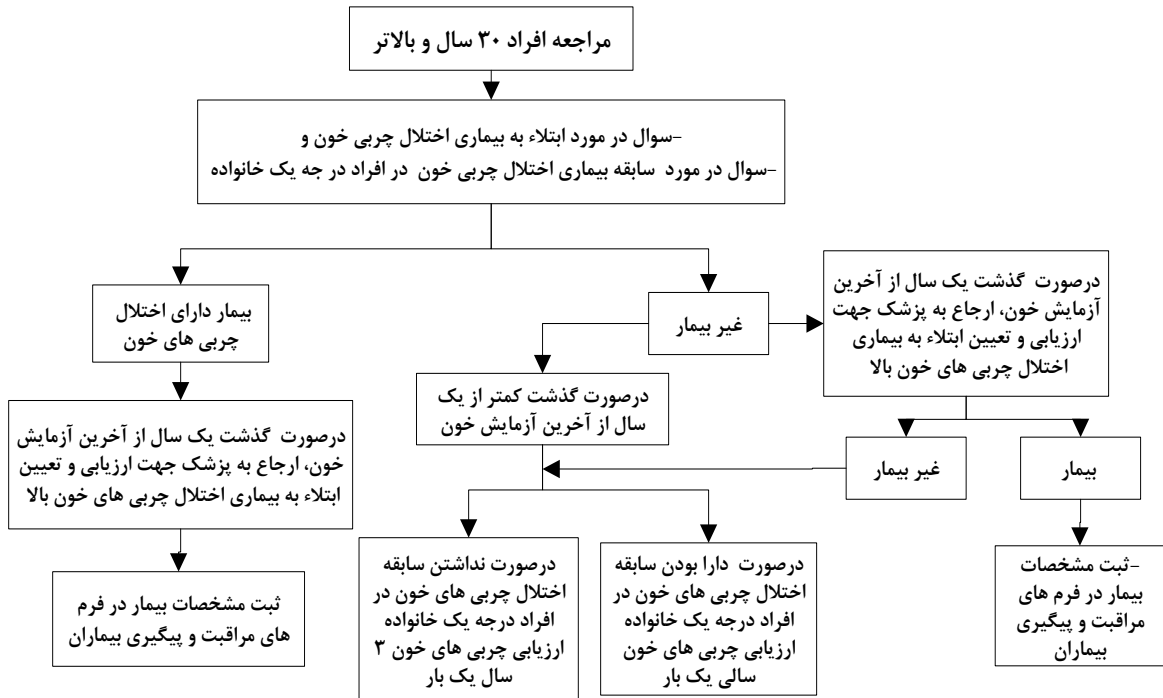 مراجعه افراد ۳۰ سال و بالاتر
-سوال در مورد ابتلاء به بیماری اختلال چربی خون و
-سوال در مورد سابقه بیماری اختلال چربی خون در افراد در جه یک خانواده
درصورت گذشت یک سال از آخرین
آزمایش خون، ارجاع به پزشک جهت
ارزیابی و تعیین ابتلاء به بیماری
اختلال چربی های خون بالا
غیر بیمار
بیمار دارای اختلال
چربی های خون
درصورت گذشت کمتر از یک
سال از آخرین آزمایش خون
درصورت گذشت یک سال از آخرین آزمایش
خون، ارجاع به پزشک جهت ارزیابی و تعیین
ابتلاء به بیماری اختلال چربی های خون بالا
بیمار
غیر بیمار
-ثبت مشخصات
بیمار در فرم های
مراقبت و پیگیری
بیماران
درصورت دارا بودن سابقه
اختلال چربی های خون در
افراد درجه یک خانواده
ارزیابی چربی های خون
سالی یک بار
درصورت نداشتن سابقه
اختلال چربی های خون در
افراد درجه یک خانواده
ارزیابی چربی های خون ۳
سال یک بار
ثبت مشخصات بیمار در فرم
های مراقبت و پیگیری بیماران